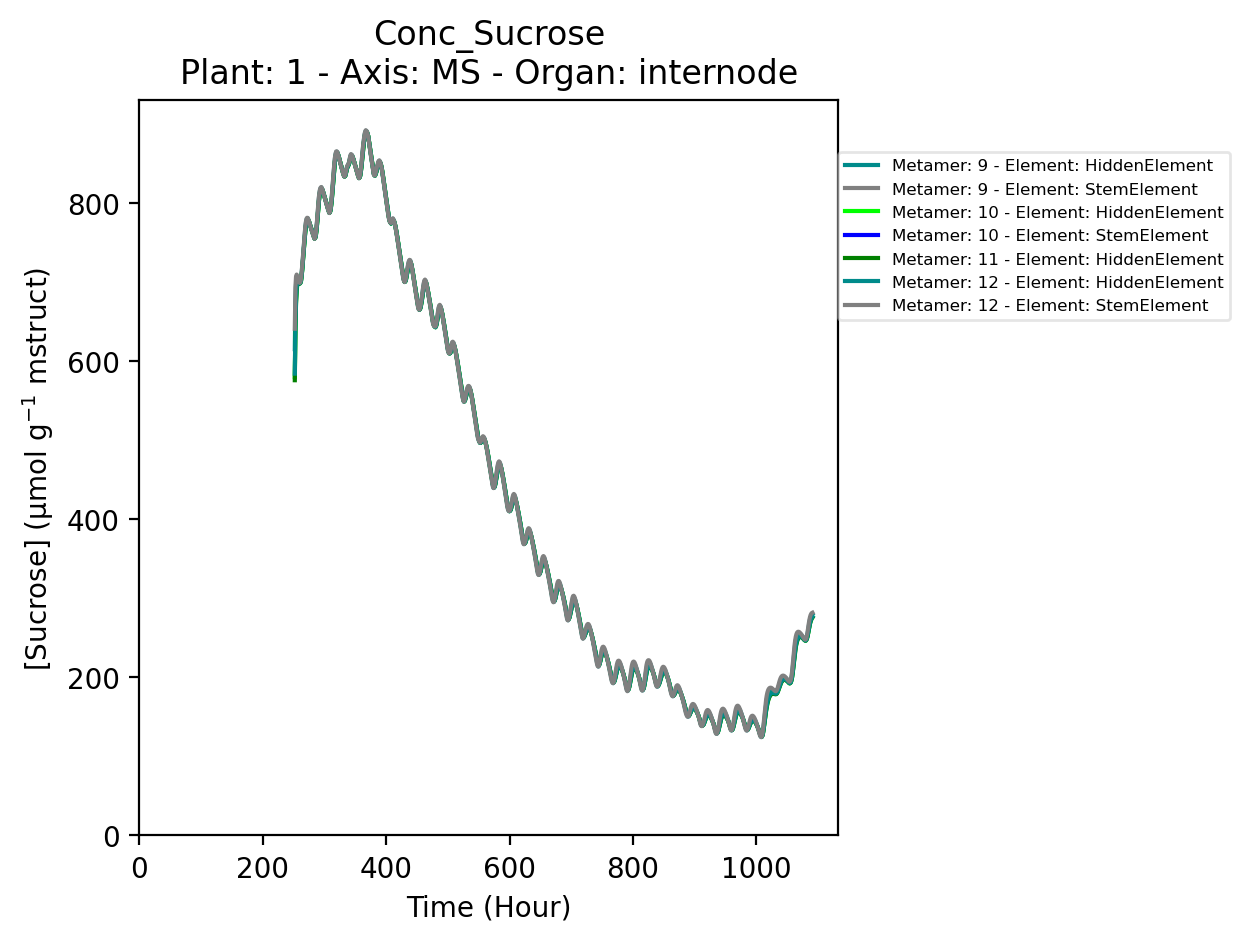 Conc_Sucrose
Plant: 1 - Axis: MS - Organ: internode
[Sucrose] (µmol g⁻¹ mstruct)
800
600
400
200
0
0 200 400 600 800 1000
Time (Hour)
Metamer: 9 - Element: HiddenElement
Metamer: 9 - Element: StemElement
Metamer: 10 - Element: HiddenElement
Metamer: 10 - Element: StemElement
Metamer: 11 - Element: HiddenElement
Metamer: 12 - Element: HiddenElement
Metamer: 12 - Element: StemElement